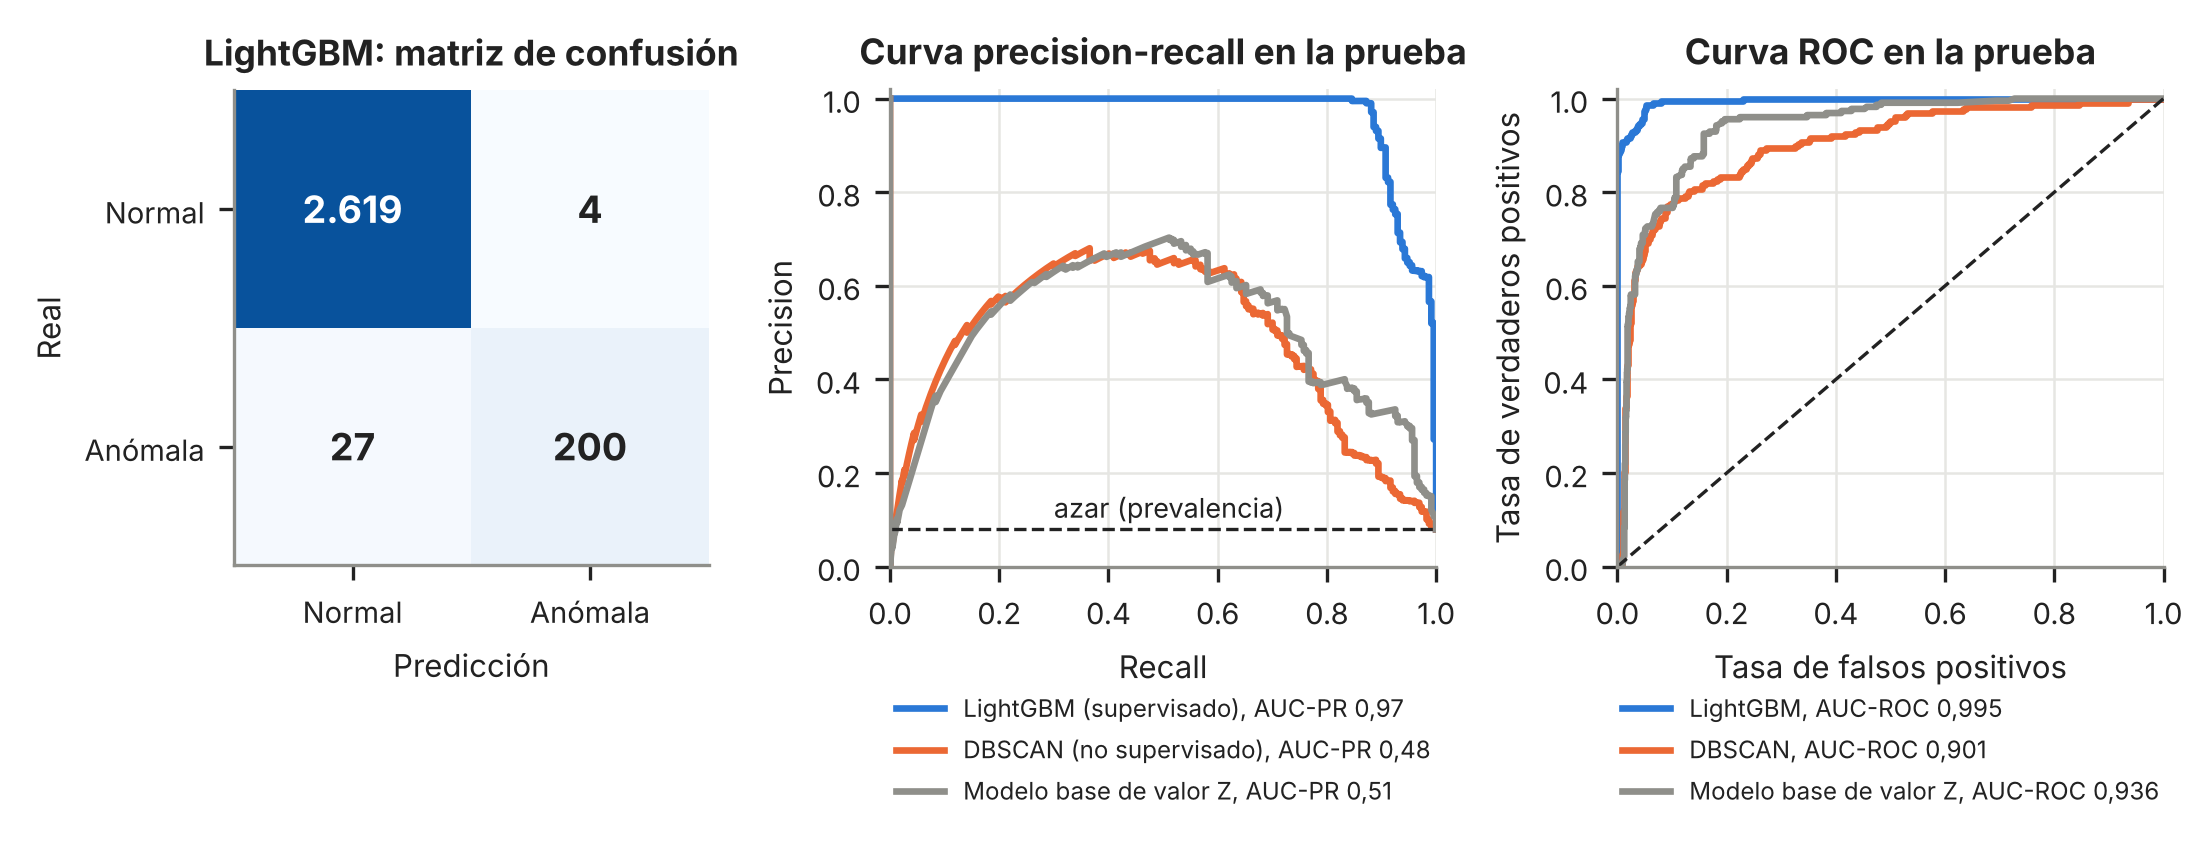 LightGBM: matriz de confusión
Real
Normal
2.619
4
Anómala
27
200
Normal
Anómala
Predicción
Curva precision-recall en la prueba
Precision
1.0
0.8
0.6
0.4
0.2
0.0
azar (prevalencia)
0.0
0.2
0.4
0.6
0.8
1.0
Recall
LightGBM (supervisado), AUC-PR 0,97
DBSCAN (no supervisado), AUC-PR 0,48
Modelo base de valor Z, AUC-PR 0,51
Curva ROC en la prueba
Tasa de verdaderos positivos
1.0
0.8
0.6
0.4
0.2
0.0
0.0
0.2
0.4
0.6
0.8
1.0
Tasa de falsos positivos
LightGBM, AUC-ROC 0,995
DBSCAN, AUC-ROC 0,901
Modelo base de valor Z, AUC-ROC 0,936